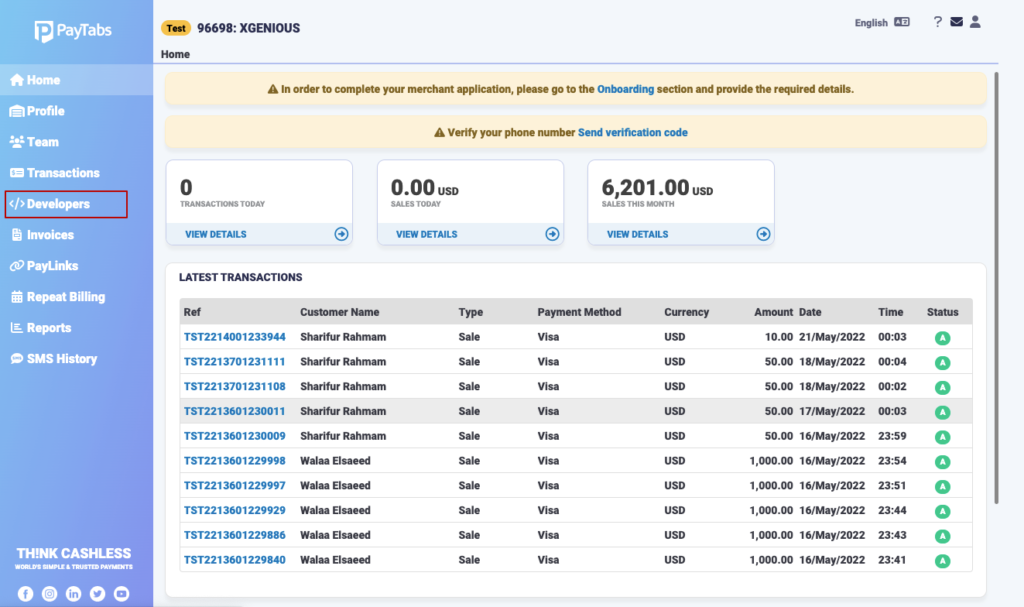 PayTabs
Test 96698: XGENIOUS
English
Home
Home
Profile
Team
Transactions
Developers
Invoices
PayLinks
Repeat Billing
Reports
SMS History
TH!NK CASHLESS
WORLD'S SIMPLE & TRUSTED PAYMENTS
In order to complete your merchant application, please go to the Onboarding section and provide the required details.
Verify your phone number Send verification code
0
TRANSACTIONS TODAY
VIEW DETAILS
0.00 USD
SALES TODAY
VIEW DETAILS
6,201.00 USD
SALES THIS MONTH
VIEW DETAILS
LATEST TRANSACTIONS
Ref Customer Name Type Payment Method Currency Amount Date Time Status
TST2214001233944 Sharifur Rahmam Sale Visa USD 10.00 21/May/2022 00:03 A
TST2213701231111 Sharifur Rahmam Sale Visa USD 50.00 18/May/2022 00:04 A
TST2213701231108 Sharifur Rahmam Sale Visa USD 50.00 18/May/2022 00:02 A
TST2213601230011 Sharifur Rahmam Sale Visa USD 50.00 17/May/2022 00:03 A
TST2213601230009 Sharifur Rahmam Sale Visa USD 50.00 16/May/2022 23:59 A
TST2213601229998 Walaa Elsaeed Sale Visa USD 1,000.00 16/May/2022 23:54 A
TST2213601229997 Walaa Elsaeed Sale Visa USD 1,000.00 16/May/2022 23:51 A
TST2213601229929 Walaa Elsaeed Sale Visa USD 1,000.00 16/May/2022 23:44 A
TST2213601229886 Walaa Elsaeed Sale Visa USD 1,000.00 16/May/2022 23:43 A
TST2213601229840 Walaa Elsaeed Sale Visa USD 1,000.00 16/May/2022 23:41 A